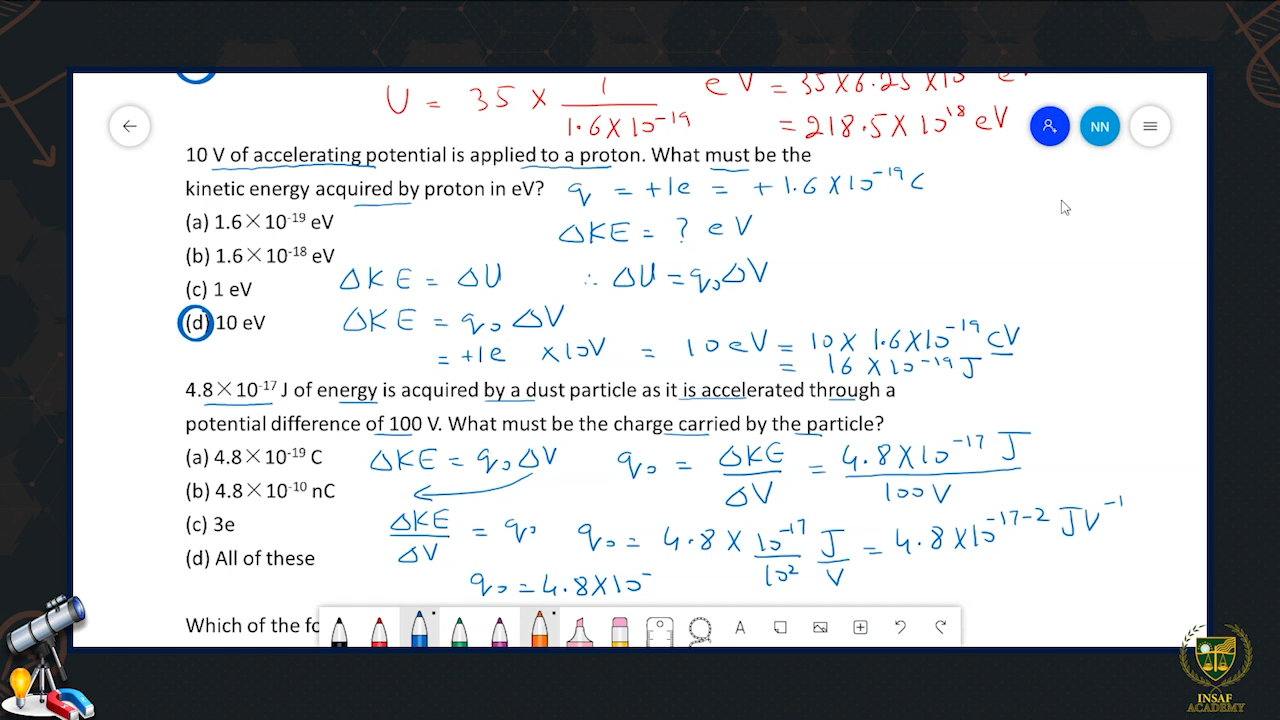 U = 35 × 1/1.6×10⁻¹⁹ eV = 35×6.25×10
= 218.5×10¹⁸ eV
NN
10 V of accelerating potential is applied to a proton. What must be the
kinetic energy acquired by proton in eV? q = +1e = +1.6×10⁻¹⁹ C
(a) 1.6×10⁻¹⁹ eV ΔKE = ? eV
(b) 1.6×10⁻¹⁸ eV
(c) 1 eV ΔKE = ΔU ∴ ΔU = q₀ΔV
(d) 10 eV ΔKE = q₀ ΔV
= +1e ×10V = 10 eV = 10× 1.6×10⁻¹⁹ CV
= 16 ×10⁻¹⁹ J
4.8×10⁻¹⁷ J of energy is acquired by a dust particle as it is accelerated through a
potential difference of 100 V. What must be the charge carried by the particle?
(a) 4.8×10⁻¹⁹ C ΔKE = q₀ΔV q₀ = ΔKE/ΔV = 4.8×10⁻¹⁷ J/100V
(b) 4.8×10⁻¹⁰ nC
(c) 3e ΔKE/ΔV = q₀ q₀ = 4.8 × 10⁻¹⁷/10² J/V = 4.8×10⁻¹⁷⁻² JV⁻¹
(d) All of these
q₀ = 4.8×10⁻
Which of the fo
A
INSAF
ACADEMY